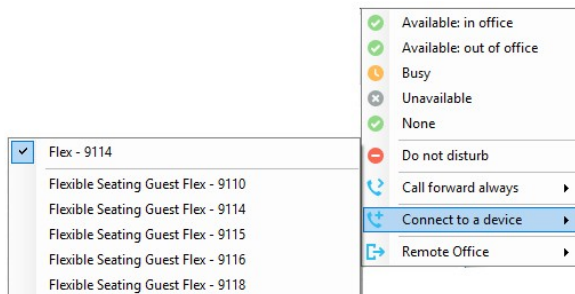 Available: in office
Available: out of office
Busy
Unavailable
None
Do not disturb
Call forward always
Connect to a device
Remote Office
Flex - 9114
Flexible Seating Guest Flex - 9110
Flexible Seating Guest Flex - 9114
Flexible Seating Guest Flex - 9115
Flexible Seating Guest Flex - 9116
Flexible Seating Guest Flex - 9118